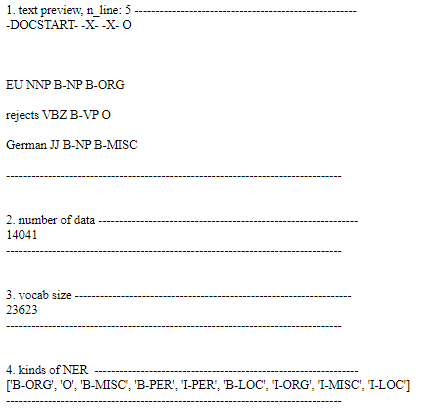 1. text preview, n_line: 5 -----------------------------------------------------
-DOCSTART- -X- -X- O
EU NNP B-NP B-ORG
rejects VBZ B-VP O
German JJ B-NP B-MISC
--------------------------------------------------------------------------------
2. number of data --------------------------------------------------------------
14041
--------------------------------------------------------------------------------
3. vocab size ------------------------------------------------------------------
23623
--------------------------------------------------------------------------------
4. kinds of NER ---------------------------------------------------------------
['B-ORG', 'O', 'B-MISC', 'B-PER', 'I-PER', 'B-LOC', 'I-ORG', 'I-MISC', 'I-LOC']
--------------------------------------------------------------------------------